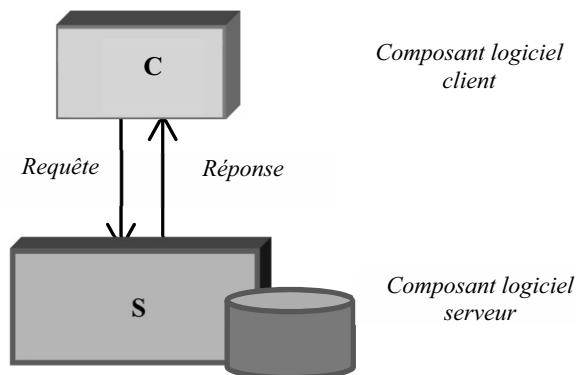 C
Composant logiciel
client
Requête
Réponse
S
Composant logiciel
serveur